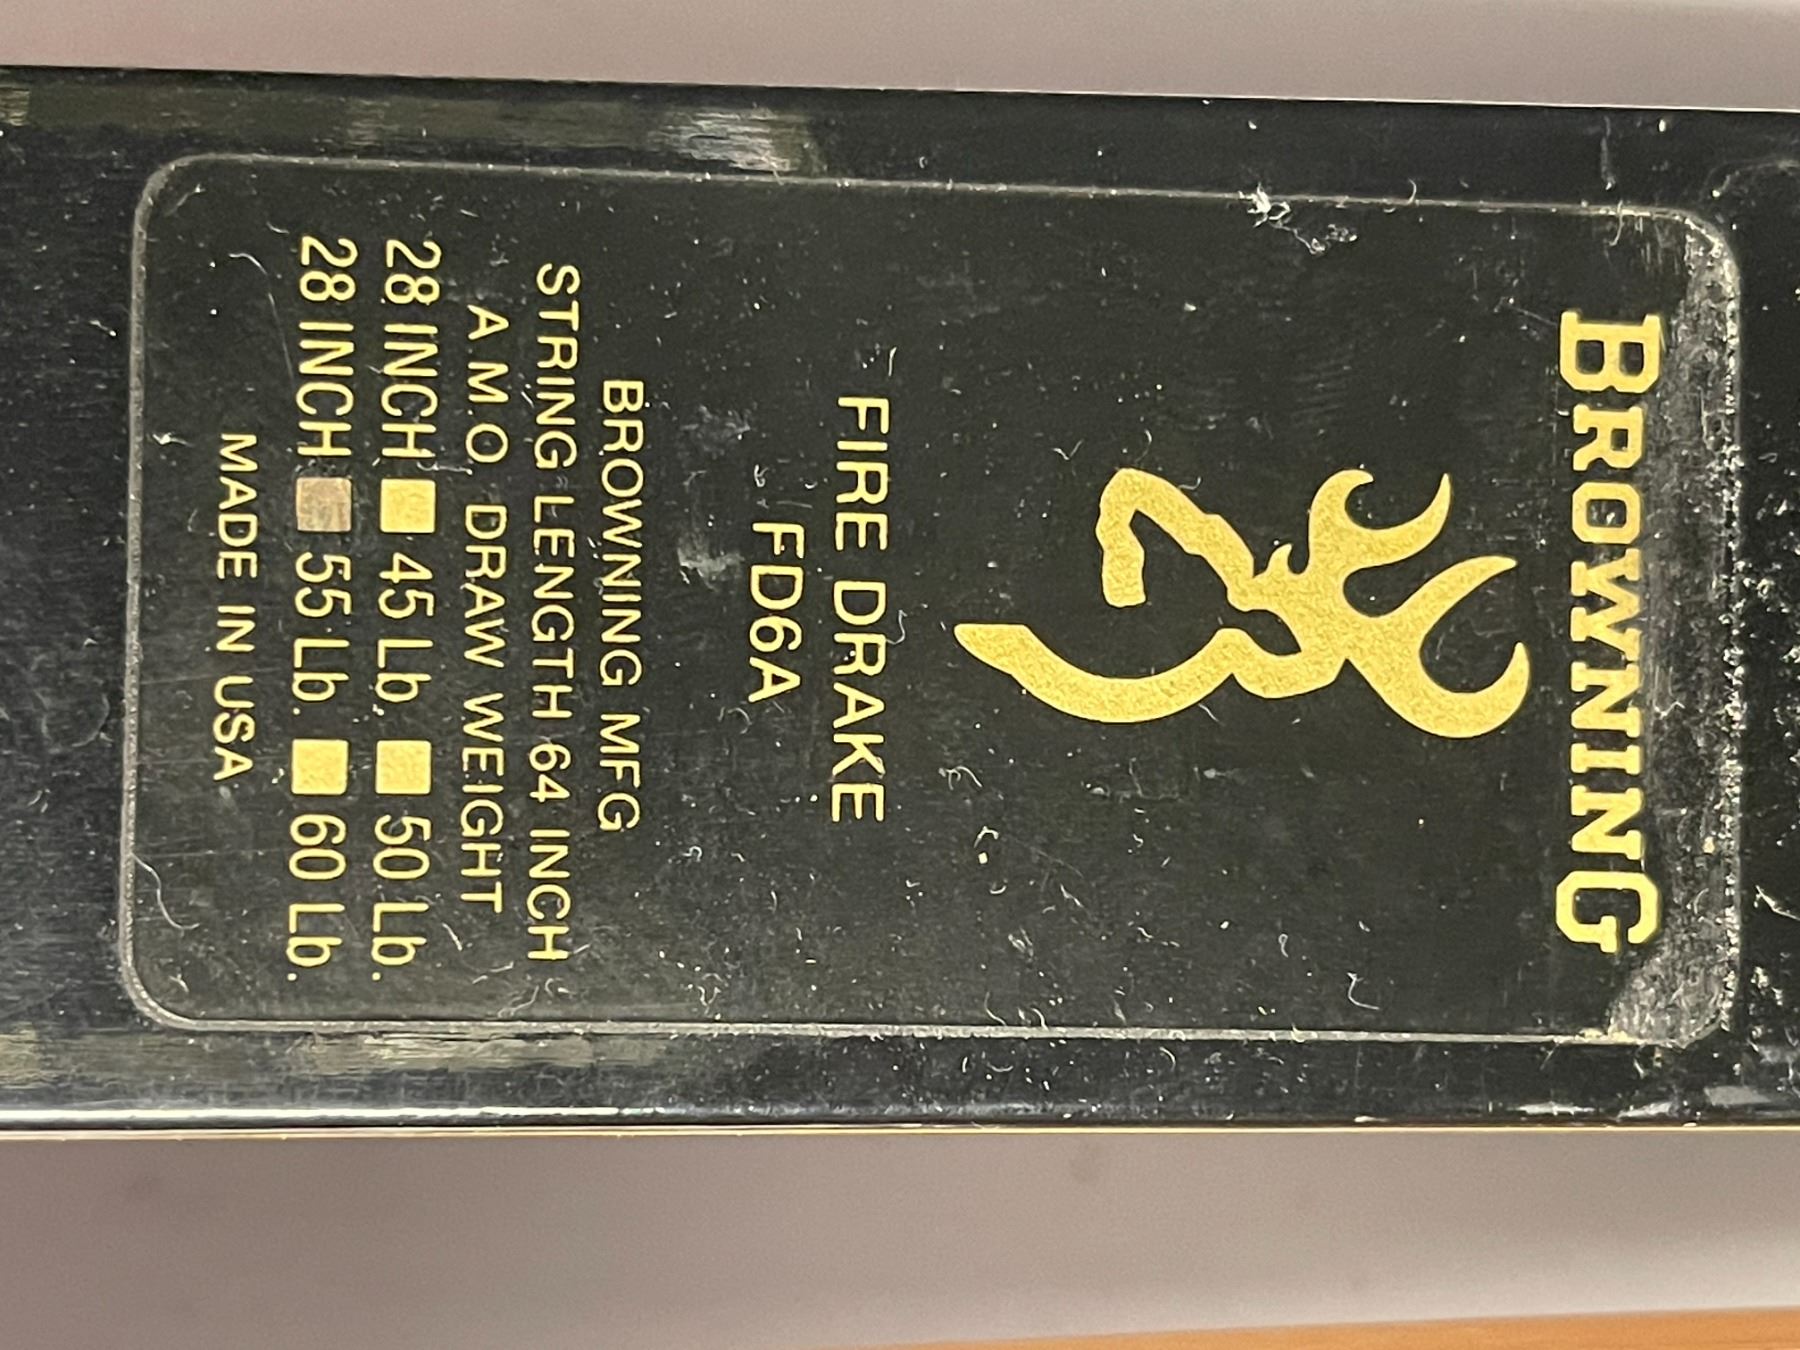 BROWNING
FIRE DRAKE
FD6A
BROWNING MFG
STRING LENGTH 64 INCH
A.M.O. DRAW WEIGHT
28 INCH 45 Lb. 50 Lb.
28 INCH 55 Lb. 60 Lb.
MADE IN USA